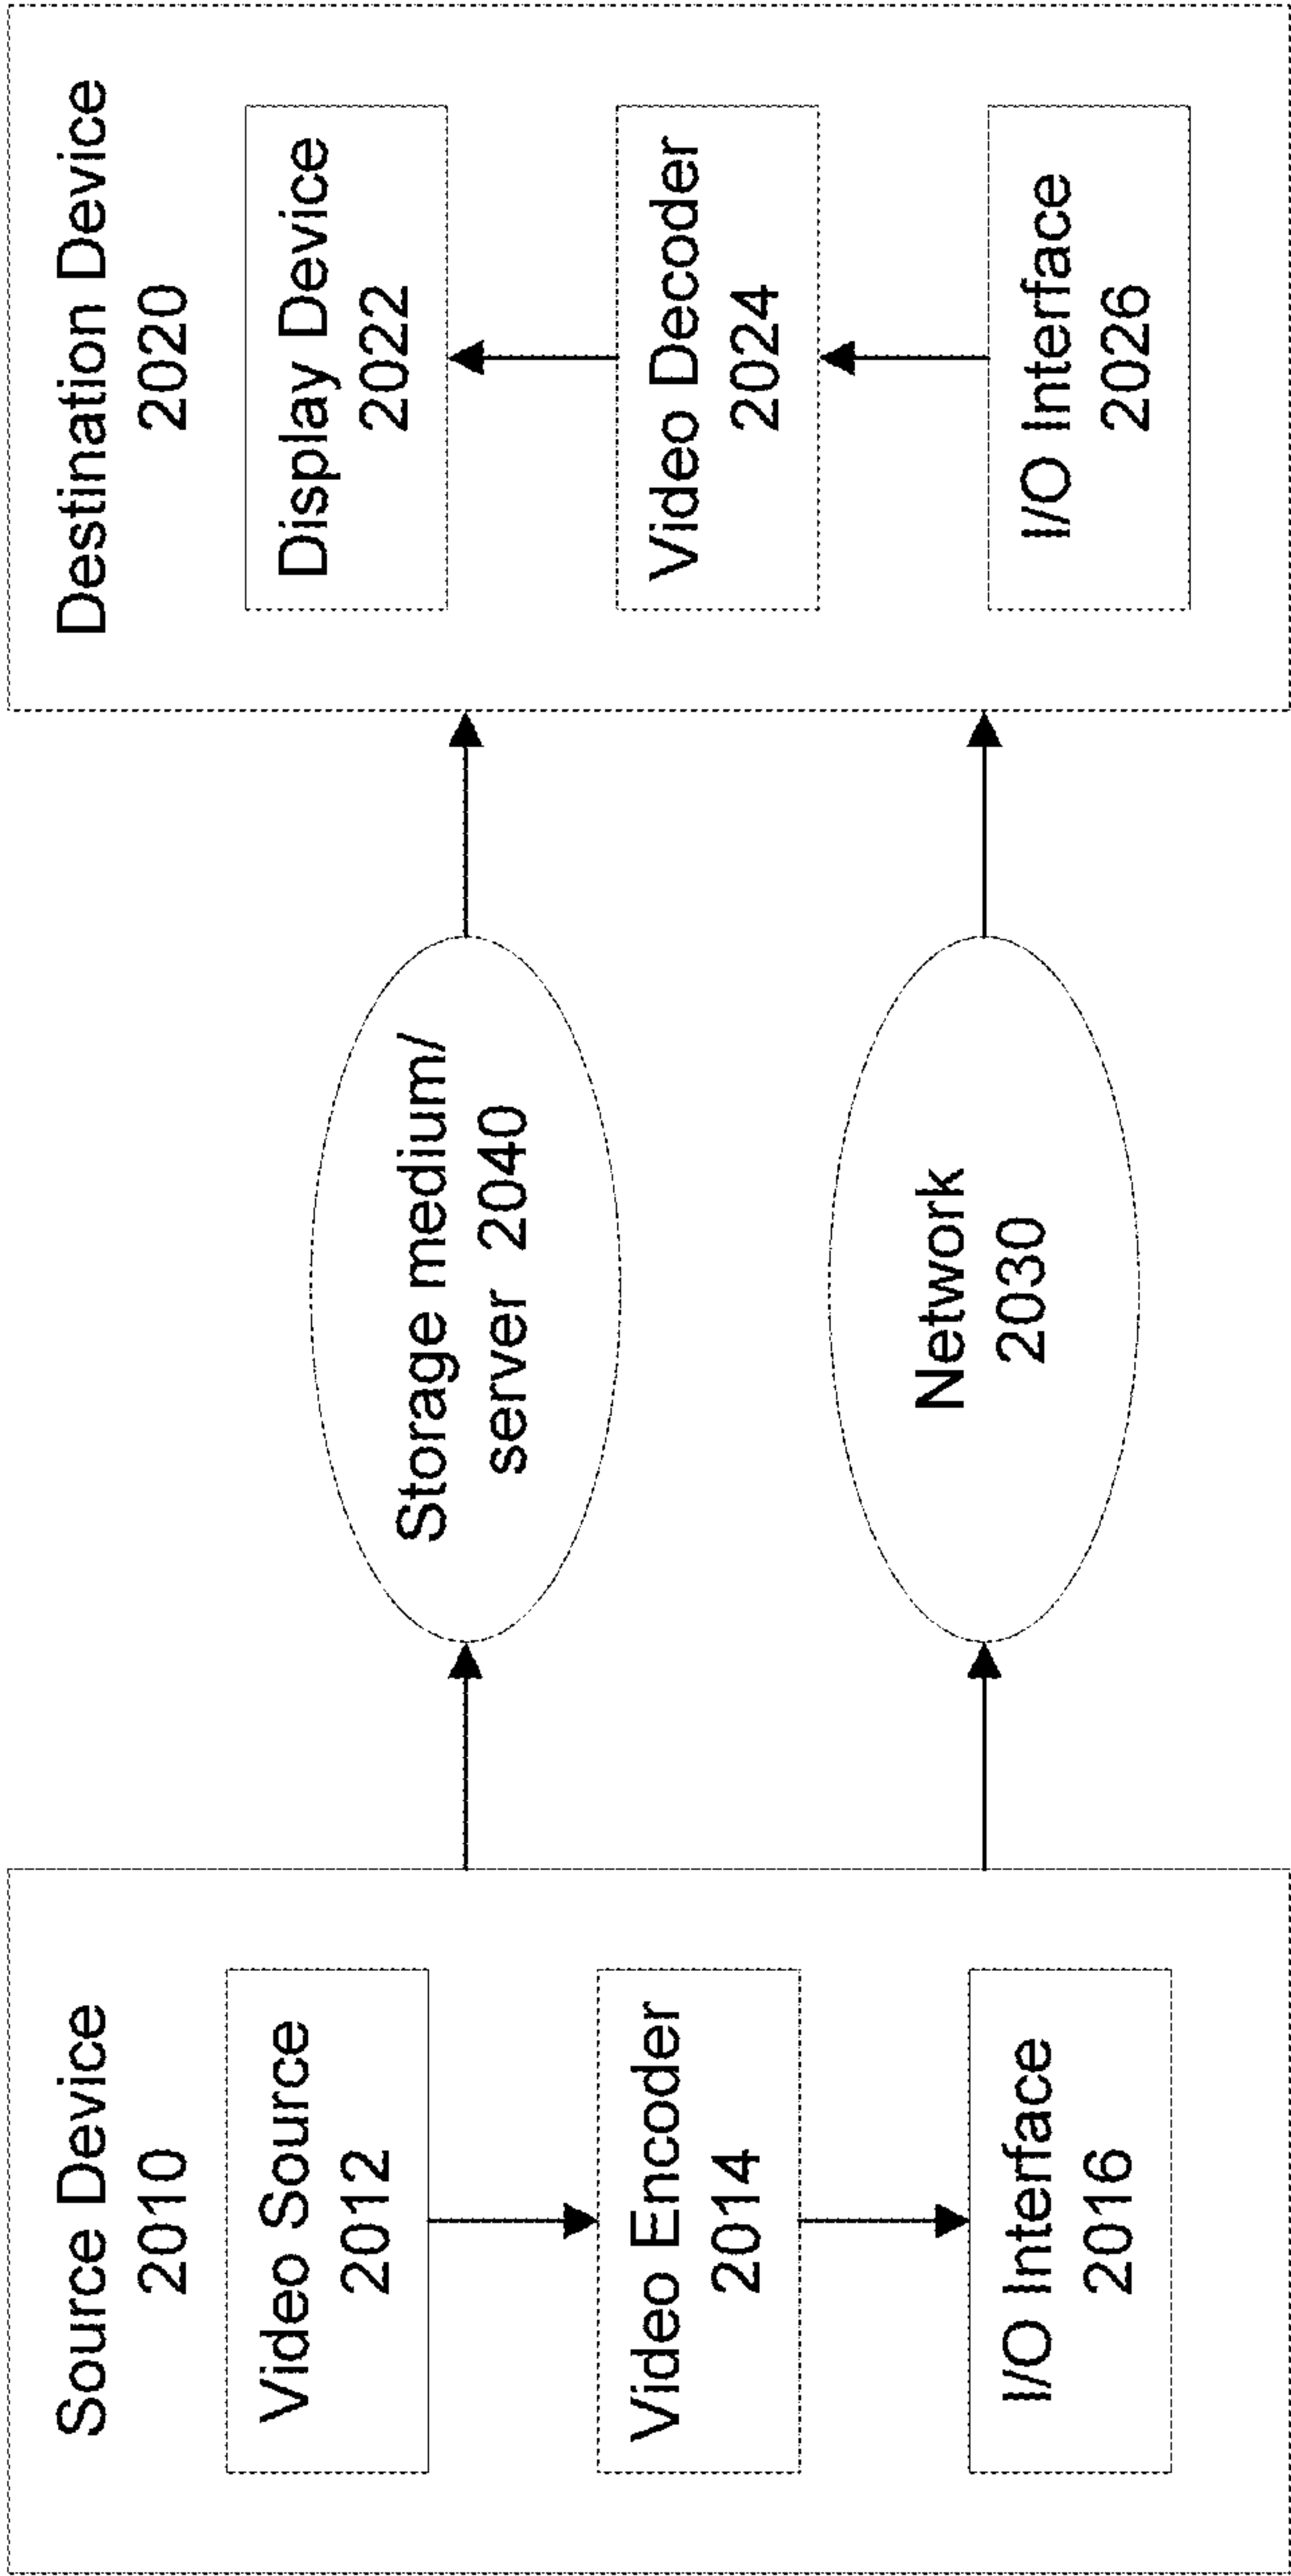 Source Device
2010
Video Source
2012
Video Encoder
2014
I/O Interface
2016
Storage medium/
server 2040
Network
2030
Destination Device
2020
Display Device
2022
Video Decoder
2024
I/O Interface
2026